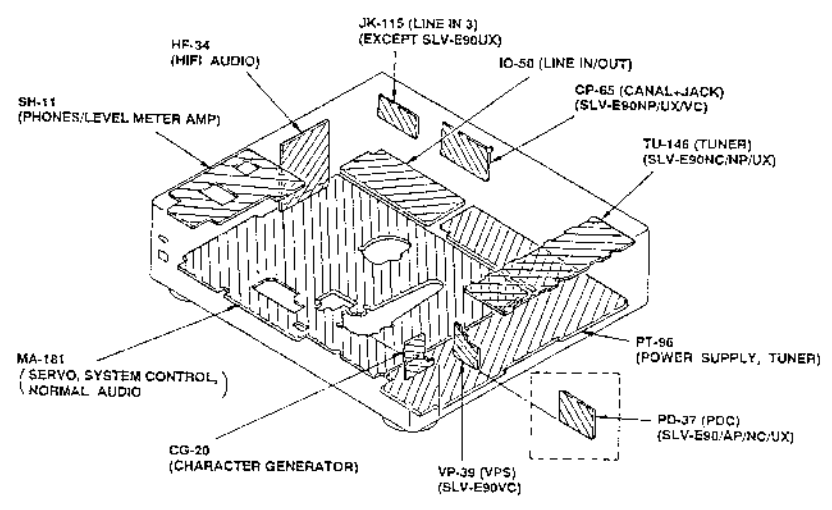 JK-115 (LINE IN 3)
(EXCEPT SLV-E90UX)
HF-34
(HIFI AUDIO)
IO-50 (LINE IN/OUT)
SH-11
(PHONES/LEVEL METER AMP)
CP-65 (CANAL+JACK)
(SLV-E90NP/UX/VC)
TU-146 (TUNER)
(SLV-E90NC/NP/UX)
MA-181
(SERVO, SYSTEM CONTROL,
NORMAL AUDIO)
PT-96
(POWER SUPPLY, TUNER)
PD-37 (PDC)
(SLV-E90/AP/NC/UX)
CG-20
(CHARACTER GENERATOR)
VP-39 (VPS)
(SLV-E90VC)